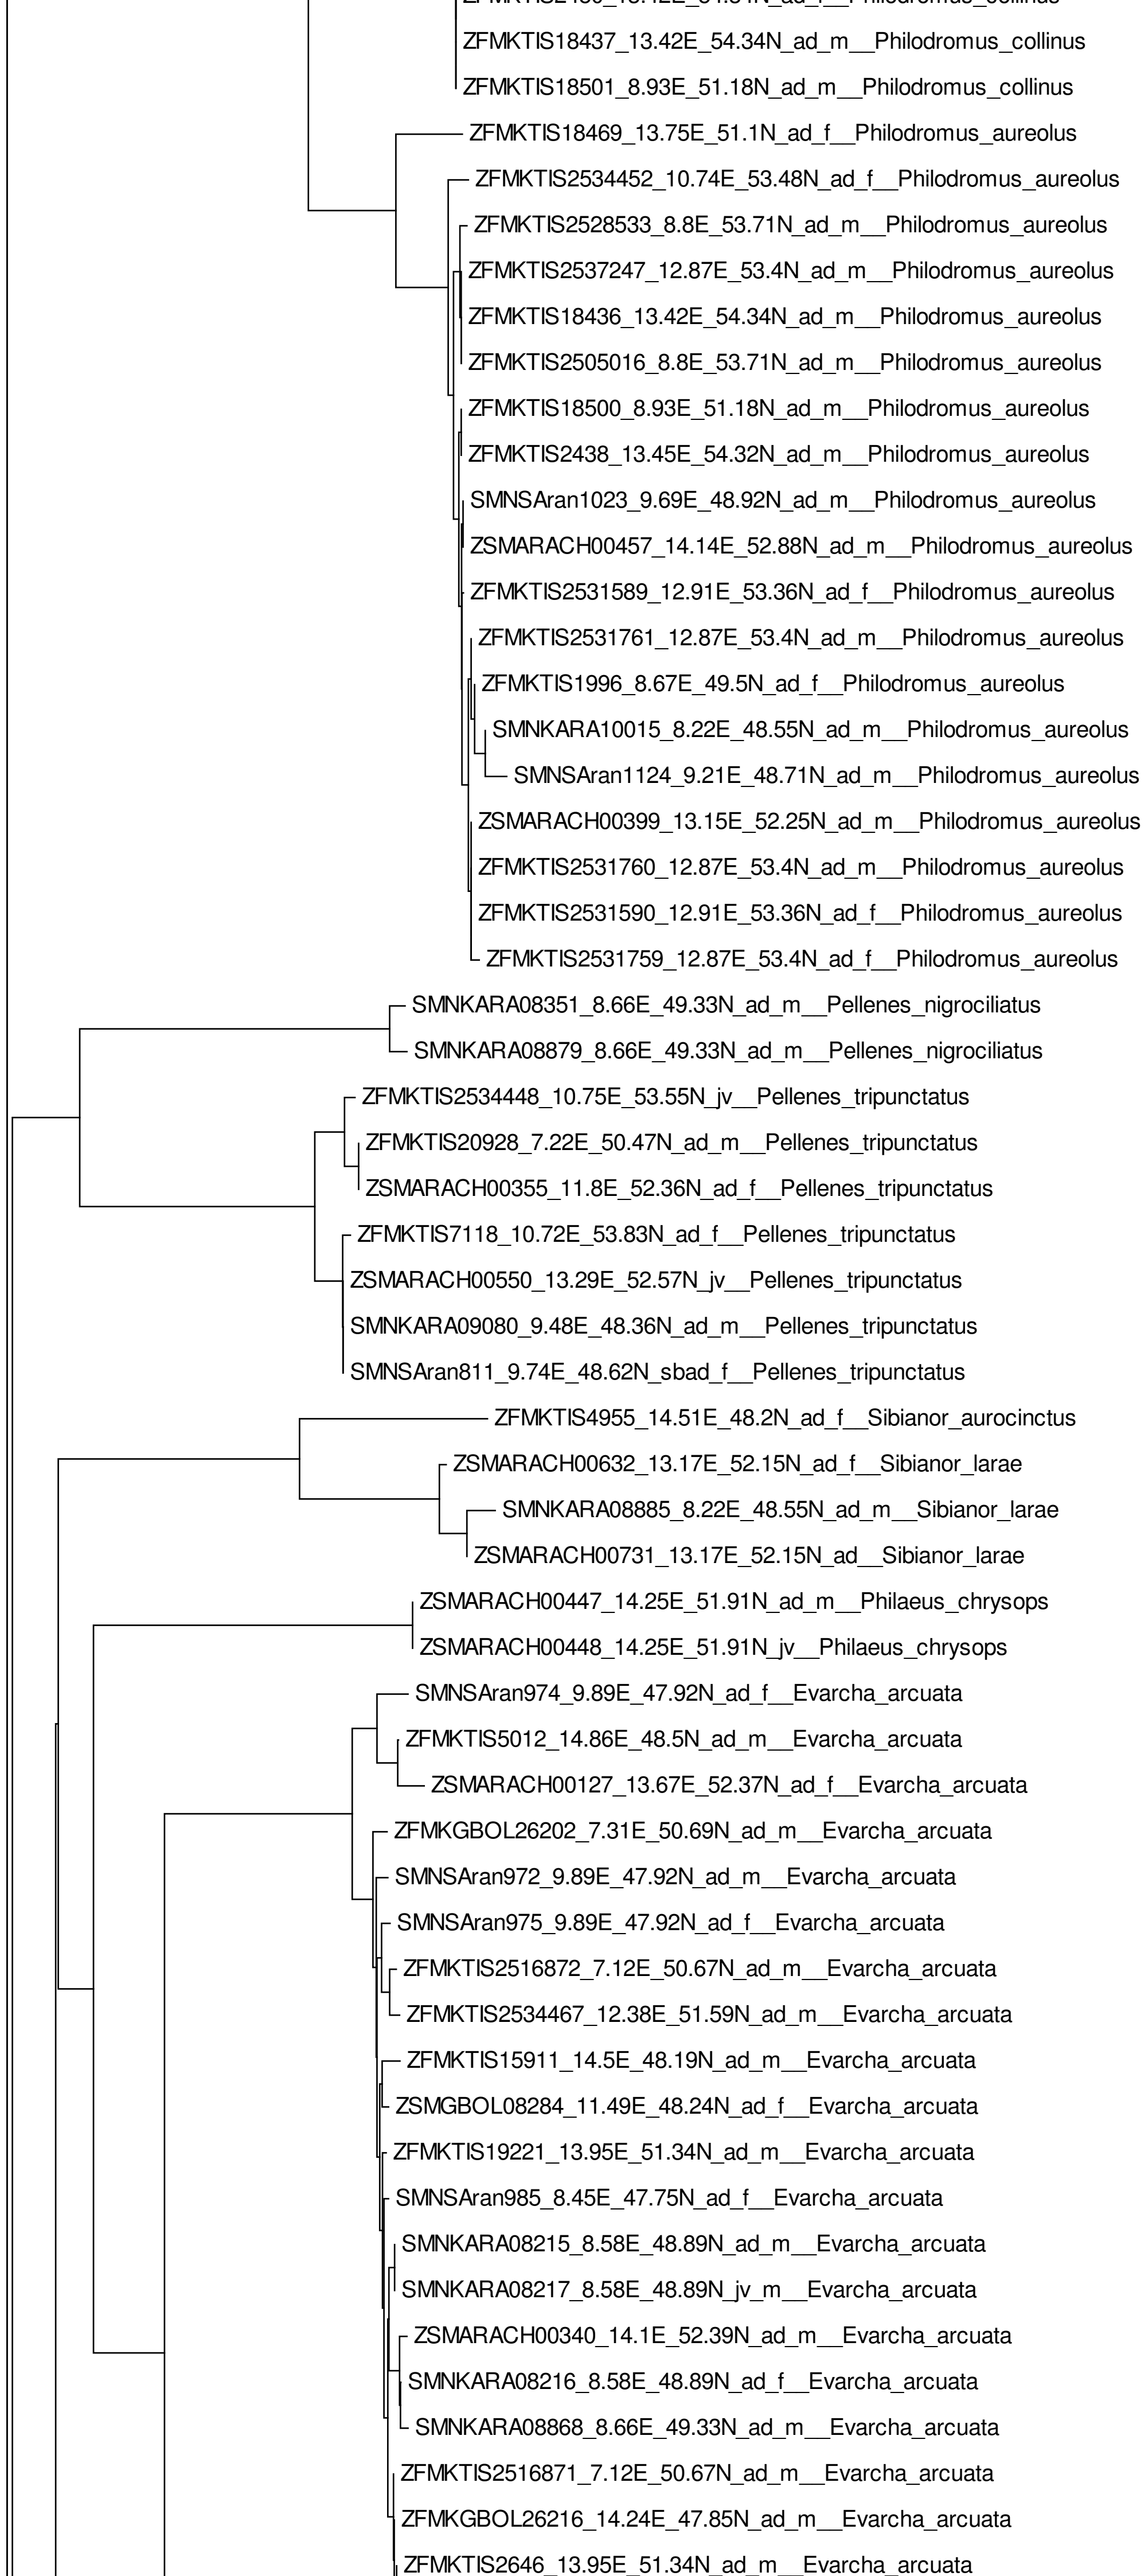 ZFMKTIS18437_13.42E_54.34N_ad_m__Philodromus_collinus
ZFMKTIS18501_8.93E_51.18N_ad_m__Philodromus_collinus
ZFMKTIS18469_13.75E_51.1N_ad_f__Philodromus_aureolus
ZFMKTIS2534452_10.74E_53.48N_ad_f__Philodromus_aureolus
ZFMKTIS2528533_8.8E_53.71N_ad_m__Philodromus_aureolus
ZFMKTIS2537247_12.87E_53.4N_ad_m__Philodromus_aureolus
ZFMKTIS18436_13.42E_54.34N_ad_m__Philodromus_aureolus
ZFMKTIS2505016_8.8E_53.71N_ad_m__Philodromus_aureolus
ZFMKTIS18500_8.93E_51.18N_ad_m__Philodromus_aureolus
ZFMKTIS2438_13.45E_54.32N_ad_m__Philodromus_aureolus
SMNSAran1023_9.69E_48.92N_ad_m__Philodromus_aureolus
ZSMARACH00457_14.14E_52.88N_ad_m__Philodromus_aureolus
ZFMKTIS2531589_12.91E_53.36N_ad_f__Philodromus_aureolus
ZFMKTIS2531761_12.87E_53.4N_ad_m__Philodromus_aureolus
ZFMKTIS1996_8.67E_49.5N_ad_f__Philodromus_aureolus
SMNKARA10015_8.22E_48.55N_ad_m__Philodromus_aureolus
SMNSAran1124_9.21E_48.71N_ad_m__Philodromus_aureolus
ZSMARACH00399_13.15E_52.25N_ad_m__Philodromus_aureolus
ZFMKTIS2531760_12.87E_53.4N_ad_m__Philodromus_aureolus
ZFMKTIS2531590_12.91E_53.36N_ad_f__Philodromus_aureolus
ZFMKTIS2531759_12.87E_53.4N_ad_f__Philodromus_aureolus
SMNKARA08351_8.66E_49.33N_ad_m__Pellenes_nigrociliatus
SMNKARA08879_8.66E_49.33N_ad_m__Pellenes_nigrociliatus
ZFMKTIS2534448_10.75E_53.55N_jv__Pellenes_tripunctatus
ZFMKTIS20928_7.22E_50.47N_ad_m__Pellenes_tripunctatus
ZSMARACH00355_11.8E_52.36N_ad_f__Pellenes_tripunctatus
ZFMKTIS7118_10.72E_53.83N_ad_f__Pellenes_tripunctatus
ZSMARACH00550_13.29E_52.57N_jv__Pellenes_tripunctatus
SMNKARA09080_9.48E_48.36N_ad_m__Pellenes_tripunctatus
SMNSAran811_9.74E_48.62N_sbad_f__Pellenes_tripunctatus
ZFMKTIS4955_14.51E_48.2N_ad_f__Sibianor_aurocinctus
ZSMARACH00632_13.17E_52.15N_ad_f__Sibianor_larae
SMNKARA08885_8.22E_48.55N_ad_m__Sibianor_larae
ZSMARACH00731_13.17E_52.15N_ad__Sibianor_larae
ZSMARACH00447_14.25E_51.91N_ad_m__Philaeus_chrysops
ZSMARACH00448_14.25E_51.91N_jv__Philaeus_chrysops
SMNSAran974_9.89E_47.92N_ad_f__Evarcha_arcuata
ZFMKTIS5012_14.86E_48.5N_ad_m__Evarcha_arcuata
ZSMARACH00127_13.67E_52.37N_ad_f__Evarcha_arcuata
ZFMKGBOL26202_7.31E_50.69N_ad_m__Evarcha_arcuata
SMNSAran972_9.89E_47.92N_ad_m__Evarcha_arcuata
SMNSAran975_9.89E_47.92N_ad_f__Evarcha_arcuata
ZFMKTIS2516872_7.12E_50.67N_ad_m__Evarcha_arcuata
ZFMKTIS2534467_12.38E_51.59N_ad_m__Evarcha_arcuata
ZFMKTIS15911_14.5E_48.19N_ad_m__Evarcha_arcuata
ZSMGBOL08284_11.49E_48.24N_ad_f__Evarcha_arcuata
ZFMKTIS19221_13.95E_51.34N_ad_m__Evarcha_arcuata
SMNSAran985_8.45E_47.75N_ad_f__Evarcha_arcuata
SMNKARA08215_8.58E_48.89N_ad_m__Evarcha_arcuata
SMNKARA08217_8.58E_48.89N_jv_m__Evarcha_arcuata
ZSMARACH00340_14.1E_52.39N_ad_m__Evarcha_arcuata
SMNKARA08216_8.58E_48.89N_ad_f__Evarcha_arcuata
SMNKARA08868_8.66E_49.33N_ad_m__Evarcha_arcuata
ZFMKTIS2516871_7.12E_50.67N_ad_m__Evarcha_arcuata
ZFMKGBOL26216_14.24E_47.85N_ad_m__Evarcha_arcuata
ZFMKTIS2646_13.95E_51.34N_ad_m__Evarcha_arcuata